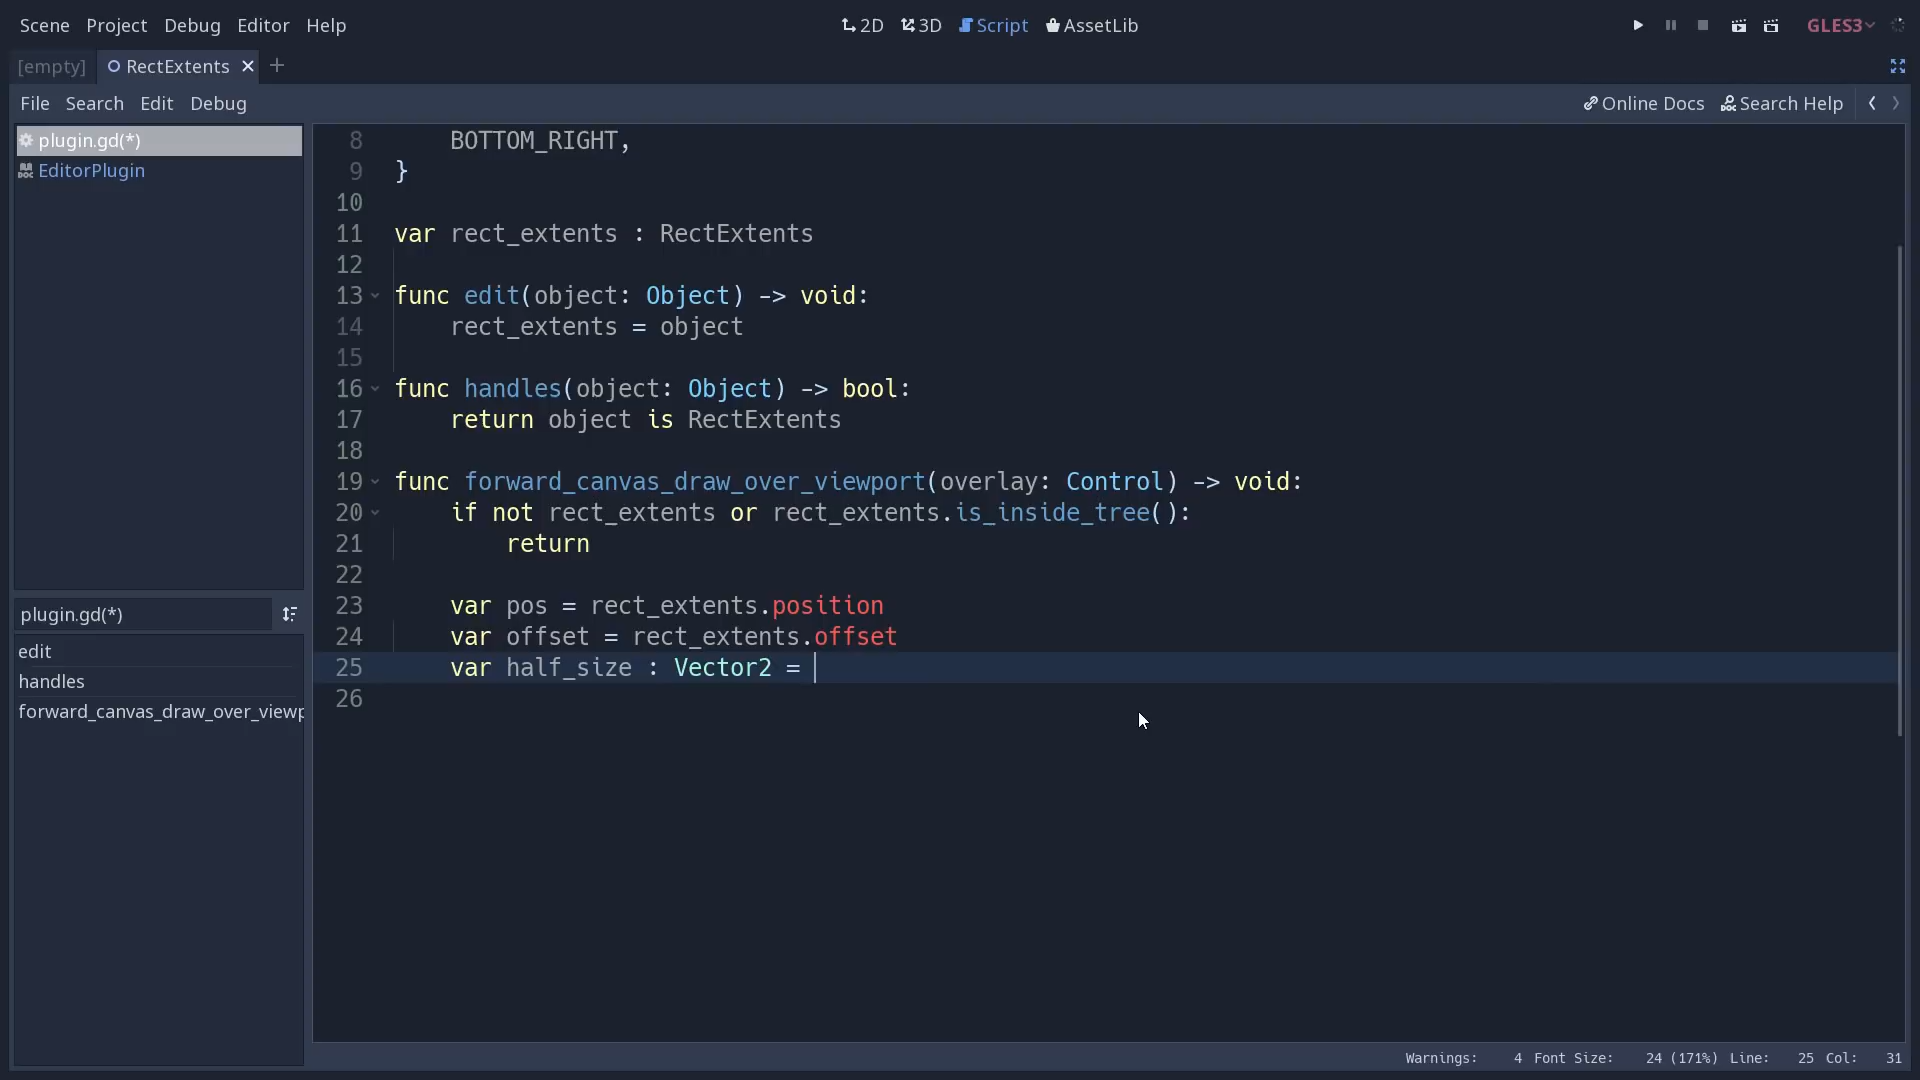 Scene Project Debug Editor Help
2D 3D Script AssetLib
GLES3
[empty] RectExtents
File Search Edit Debug
Online Docs Search Help
plugin.gd(*)
EditorPlugin
plugin.gd(*)
edit
handles
forward_canvas_draw_over_viewp
8 BOTTOM_RIGHT,
9 }
10
11 var rect_extents : RectExtents
12
13 func edit(object: Object) -> void:
14 rect_extents = object
15
16 func handles(object: Object) -> bool:
17 return object is RectExtents
18
19 func forward_canvas_draw_over_viewport(overlay: Control) -> void:
20 if not rect_extents or rect_extents.is_inside_tree():
21 return
22
23 var pos = rect_extents.position
24 var offset = rect_extents.offset
25 var half_size : Vector2 =
26
Warnings: 4 Font Size: 24 (171%) Line: 25 Col: 31